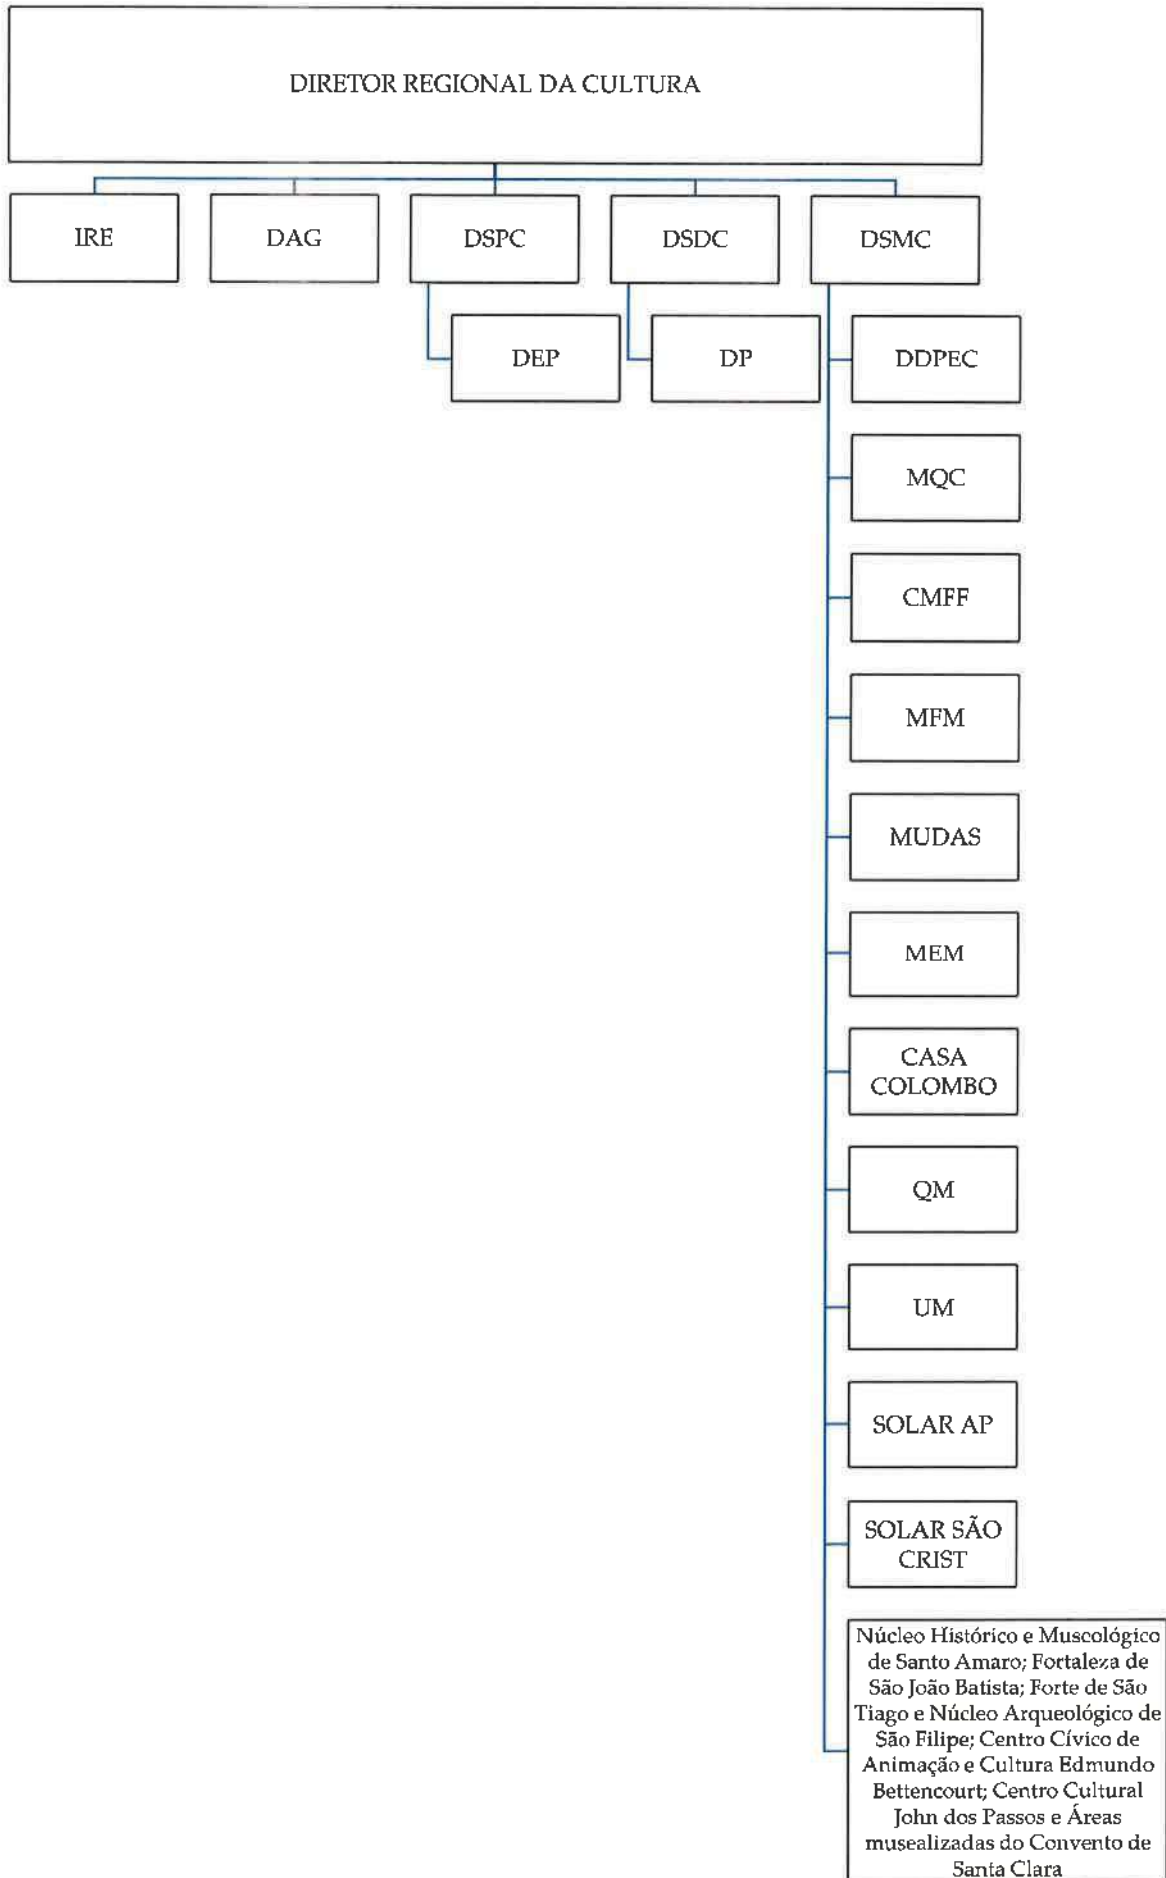 DIRETOR REGIONAL DA CULTURA
IRE
DAG
DSPC
DSDC
DSMC
DEP
DP
DDPEC
MQC
CMFF
MFM
MUDAS
MEM
CASA
COLOMBO
QM
UM
SOLAR AP
SOLAR SÃO
CRIST
Núcleo Histórico e Museológico
de Santo Amaro; Fortaleza de
São João Batista; Forte de São
Tiago e Núcleo Arqueológico de
São Filipe; Centro Cívico de
Animação e Cultura Edmundo
Bettencourt; Centro Cultural
John dos Passos e Áreas
musealizadas do Convento de
Santa Clara